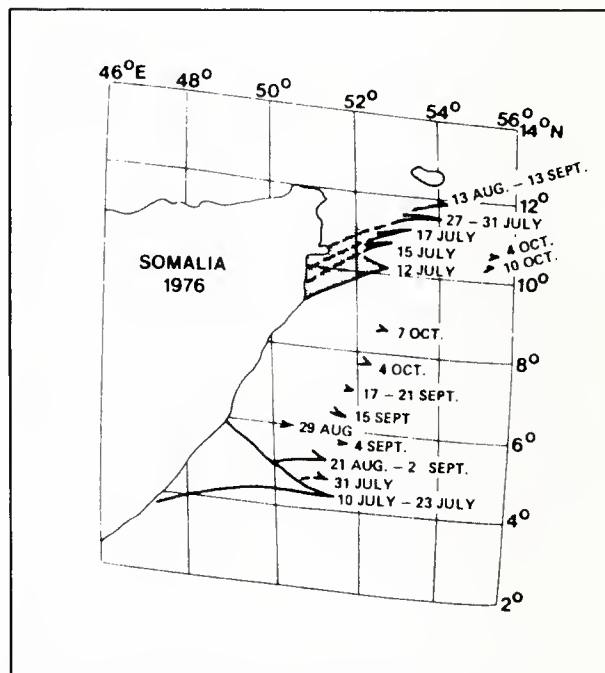 46°E 48° 50° 52° 54° 56°
14°N
13 AUG. – 13 SEPT.
12°
27 – 31 JULY
17 JULY
4 OCT.
15 JULY
10 OCT.
SOMALIA
1976
12 JULY
10°
7 OCT.
8°
4 OCT.
17 – 21 SEPT.
15 SEPT
29 AUG
6°
4 SEPT.
21 AUG. – 2 SEPT.
31 JULY
10 JULY – 23 JULY
4°
2°